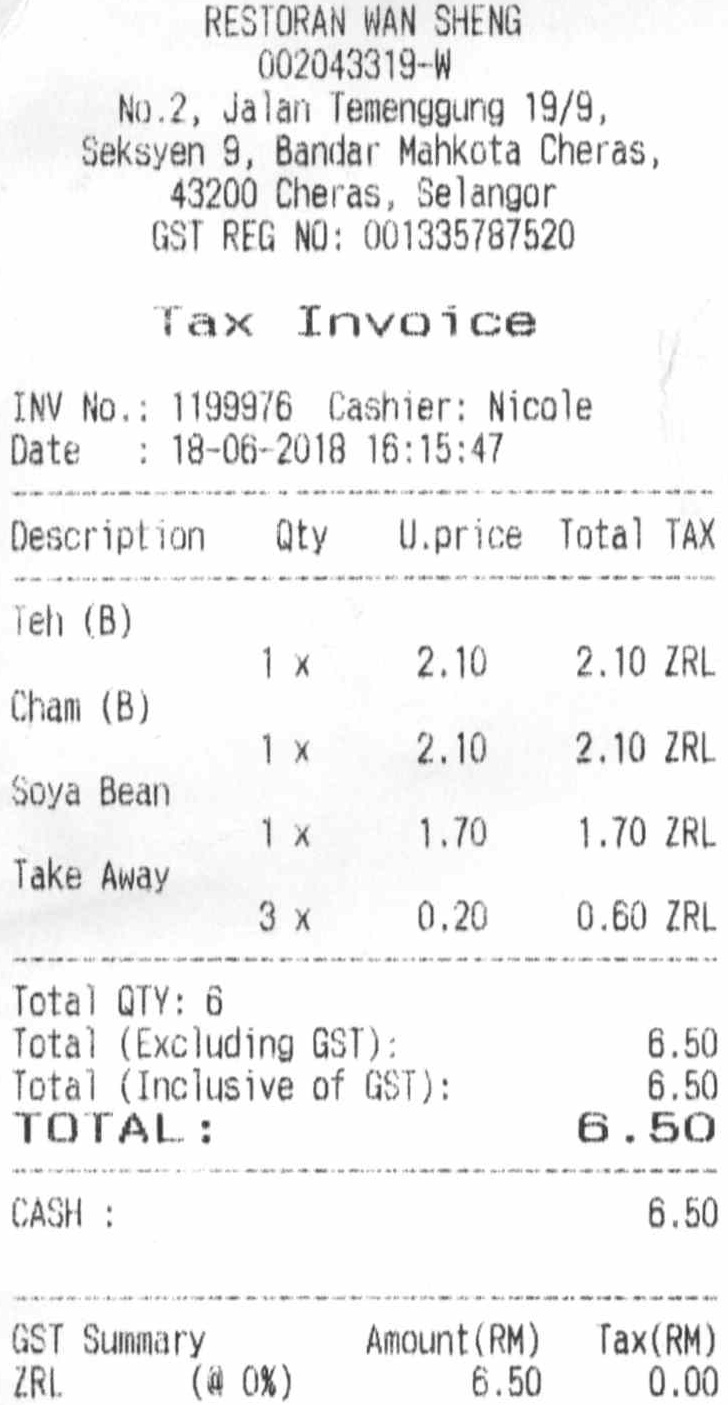 RESTORAN WAN SHENG
002043319-W
No.2, Jalan Temenggung 19/9,
Seksyen 9, Bandar Mahkota Cheras,
43200 Cheras, Selangor
GST REG NO: 001335787520
Tax Invoice
INV No.: 1199976 Cashier: Nicole
Date : 18-06-2018 16:15:47
Description Qty U.price Total TAX
Teh (B)
1 x 2.10 2.10 ZRL
Cham (B)
1 x 2.10 2.10 ZRL
Soya Bean
1 x 1.70 1.70 ZRL
Take Away
3 x 0.20 0.60 ZRL
Total QTY: 6
Total (Excluding GST): 6.50
Total (Inclusive of GST): 6.50
TOTAL: 6.50
CASH : 6.50
GST Summary Amount(RM) Tax(RM)
ZRL (@ 0%) 6.50 0.00